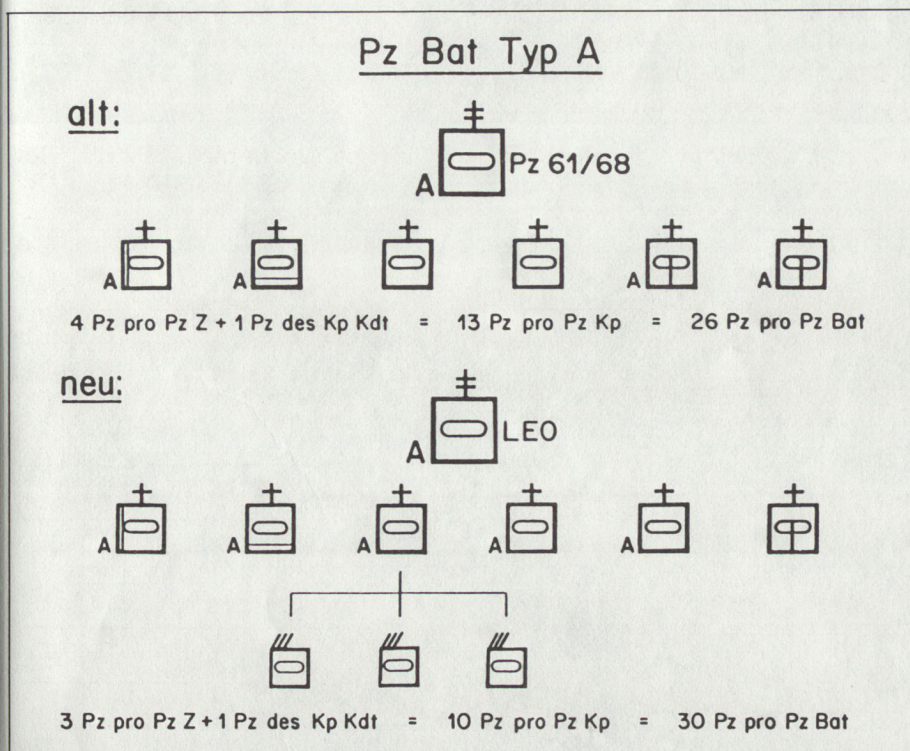 Pz Bat Typ A
alt:
A Pz 61/68
A A A A
4 Pz pro Pz Z + 1 Pz des Kp Kdt = 13 Pz pro Pz Kp = 26 Pz pro Pz Bat
neu:
A LEO
A A A A A
3 Pz pro Pz Z + 1 Pz des Kp Kdt = 10 Pz pro Pz Kp = 30 Pz pro Pz Bat